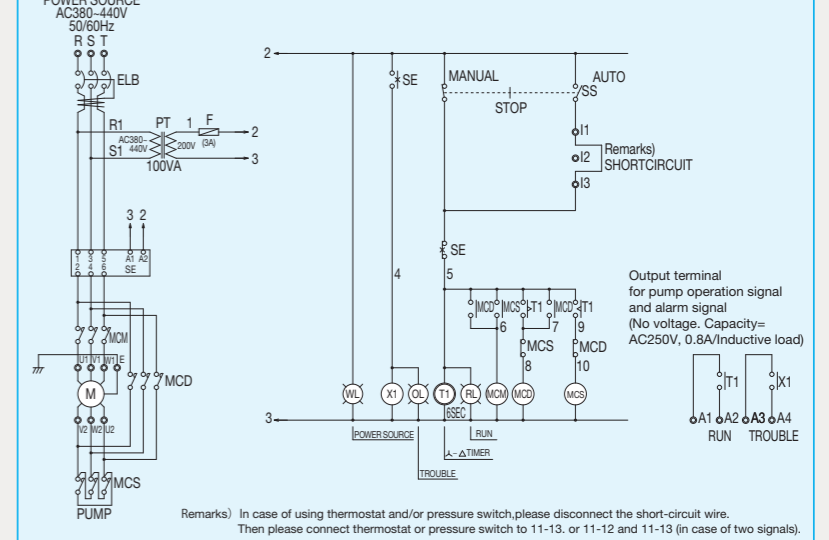 POWER SOURCE
AC380~440V
50/60Hz
R S T
ELB
R1
S1
PT
AC380~
440V
200V
100VA
1
F
(3A)
2
3
3 2
1 3 5
2 4 6
A1 A2
SE
MCM
U1 V1 W1 E
M
MCD
V2 W2 U2
MCS
PUMP
2
SE
MANUAL
STOP
AUTO
SS
I1
I2
I3
Remarks)
SHORTCIRCUIT
SE
4
5
MCD
MCS
T1
MCD
T1
6
7
9
MCS
MCD
8
10
WL
X1
OL
T1
RL
MCM
MCD
MCS
3
6SEC
POWER SOURCE
RUN
⅄-△TIMER
TROUBLE
Output terminal
for pump operation signal
and alarm signal
(No voltage. Capacity=
AC250V, 0.8A/Inductive load)
T1
X1
A1 A2 A3 A4
RUN TROUBLE
Remarks) In case of using thermostat and/or pressure switch,please disconnect the short-circuit wire.
Then please connect thermostat or pressure switch to 11-13. or 11-12 and 11-13 (in case of two signals).